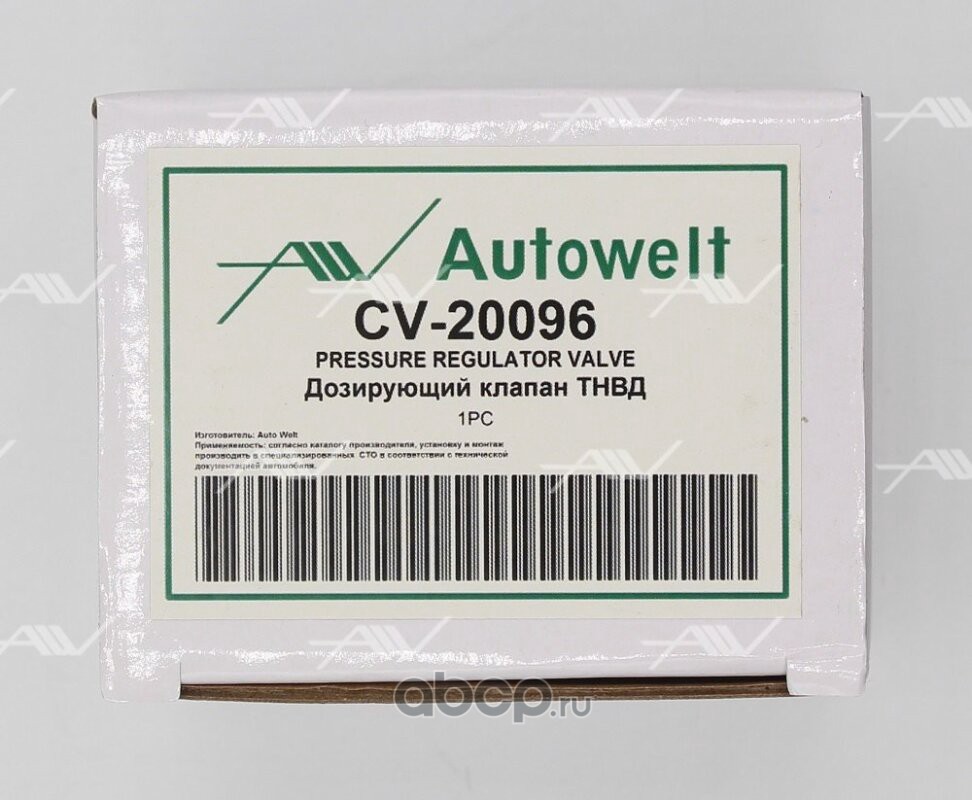 Autowelt
CV-20096
PRESSURE REGULATOR VALVE
Дозирующий клапан ТНВД
1PC
Изготовитель: Auto Welt
Применяемость: согласно каталогу производителя, установку и монтаж
производить в специализированных СТО в соответствии с технической
документацией автомобиля.
abcp.ru